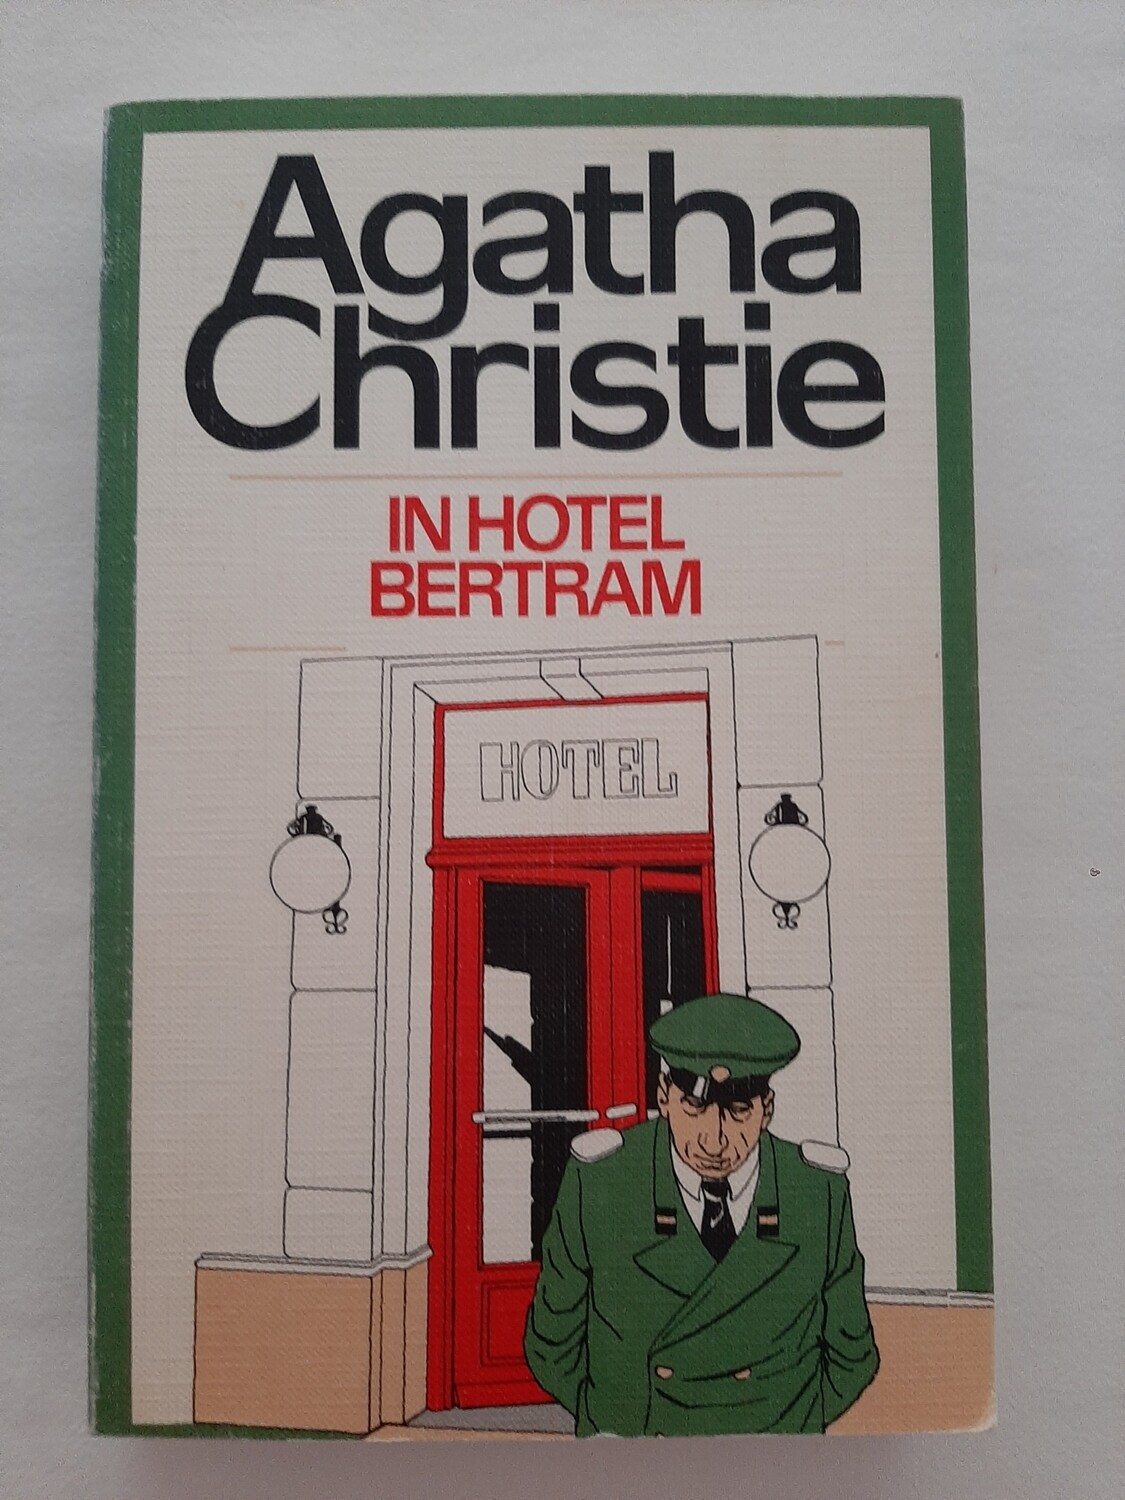 Agatha
Christie
IN HOTEL
BERTRAM
HOTEL